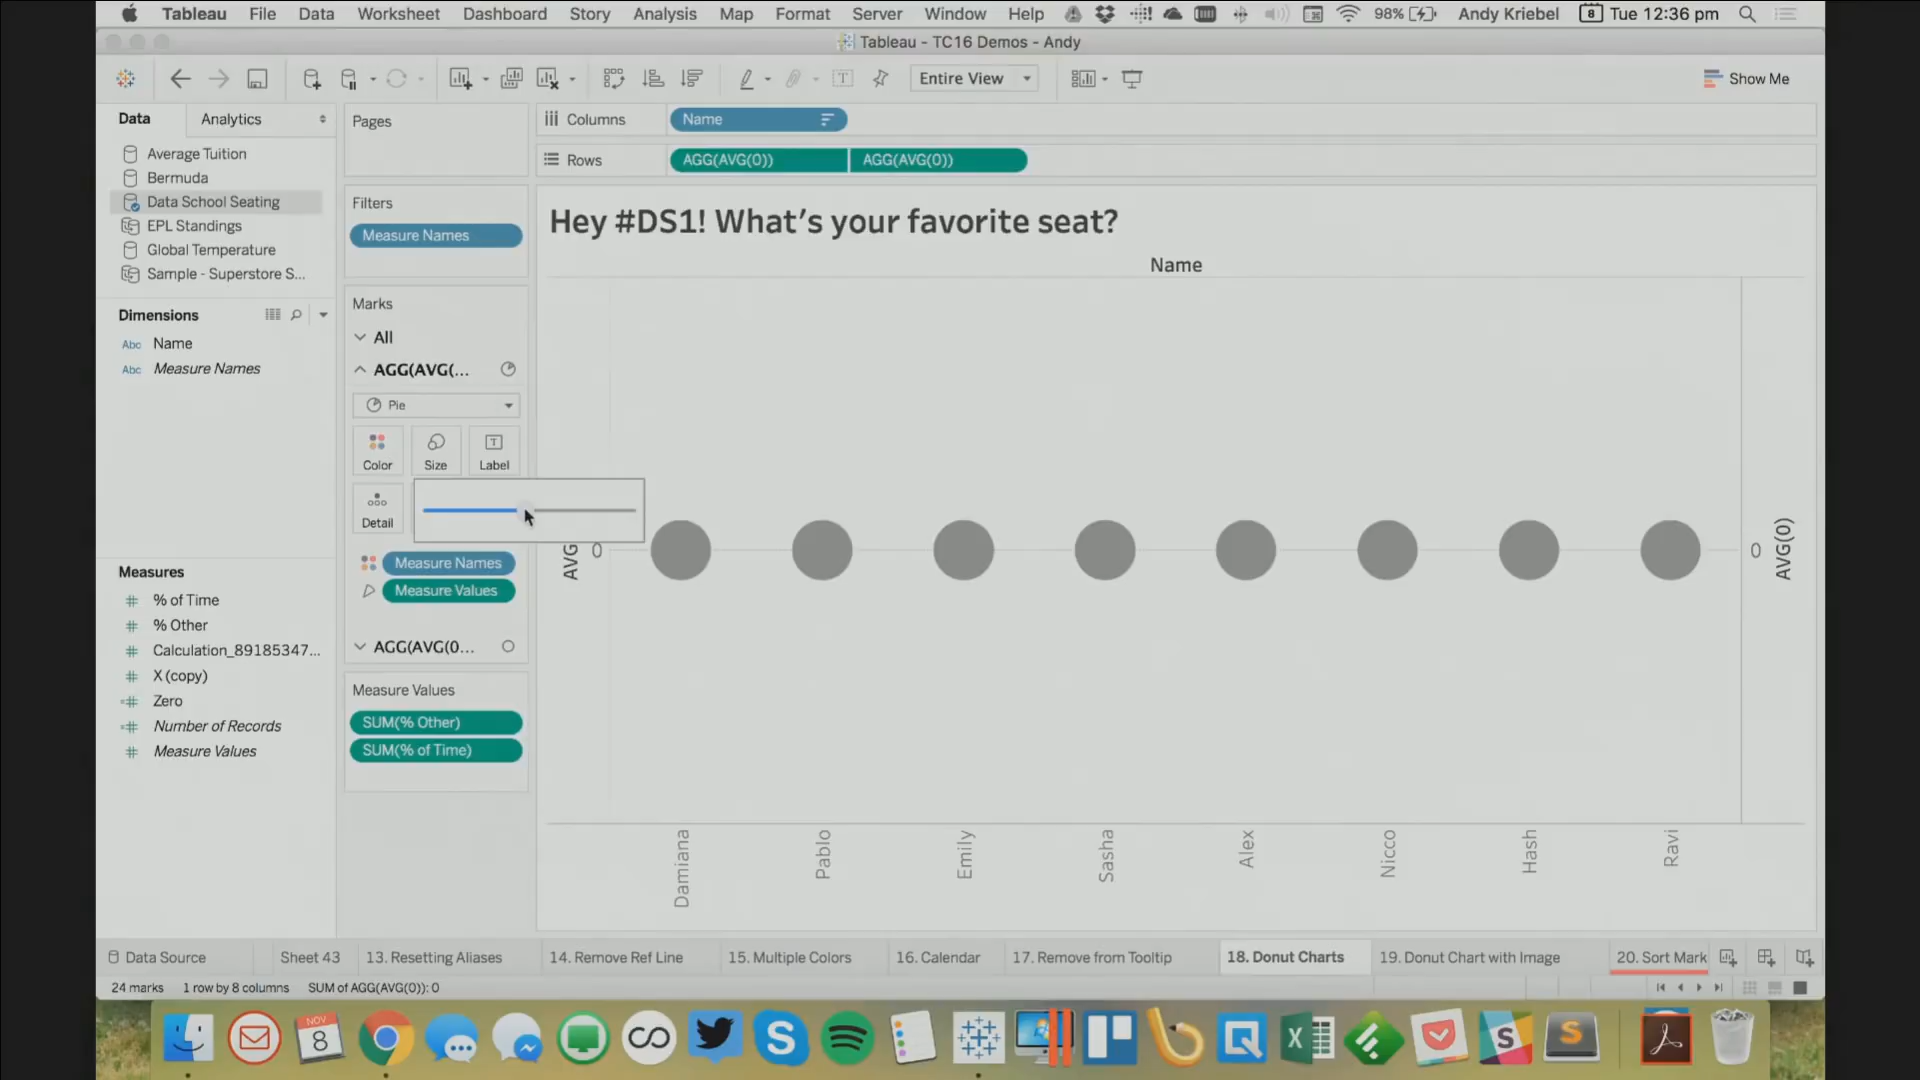 Tableau File Data Worksheet Dashboard Story Analysis Map Format Server Window Help 98% Andy Kriebel 8 Tue 12:36 pm
Tableau - TC16 Demos - Andy
Entire View Show Me
Data Analytics
Average Tuition
Bermuda
Data School Seating
EPL Standings
Global Temperature
Sample - Superstore S...
Dimensions
Abc Name
Abc Measure Names
Measures
% of Time
% Other
Calculation_89185347...
X (copy)
Zero
Number of Records
Measure Values
Pages
Filters
Measure Names
Marks
All
AGG(AVG(...
Pie
Color Size Label
Detail
Measure Names
Measure Values
AGG(AVG(0...
Measure Values
SUM(% Other)
SUM(% of Time)
Columns Name
Rows AGG(AVG(0)) AGG(AVG(0))
Hey #DS1! What's your favorite seat?
Name
AVG 0
0 AVG(0)
Damiana Pablo Emily Sasha Alex Nicco Hash Ravi
Data Source Sheet 43 13. Resetting Aliases 14. Remove Ref Line 15. Multiple Colors 16. Calendar 17. Remove from Tooltip 18. Donut Charts 19. Donut Chart with Image 20. Sort Mark
24 marks 1 row by 8 columns SUM of AGG(AVG(0)): 0
NOV
8